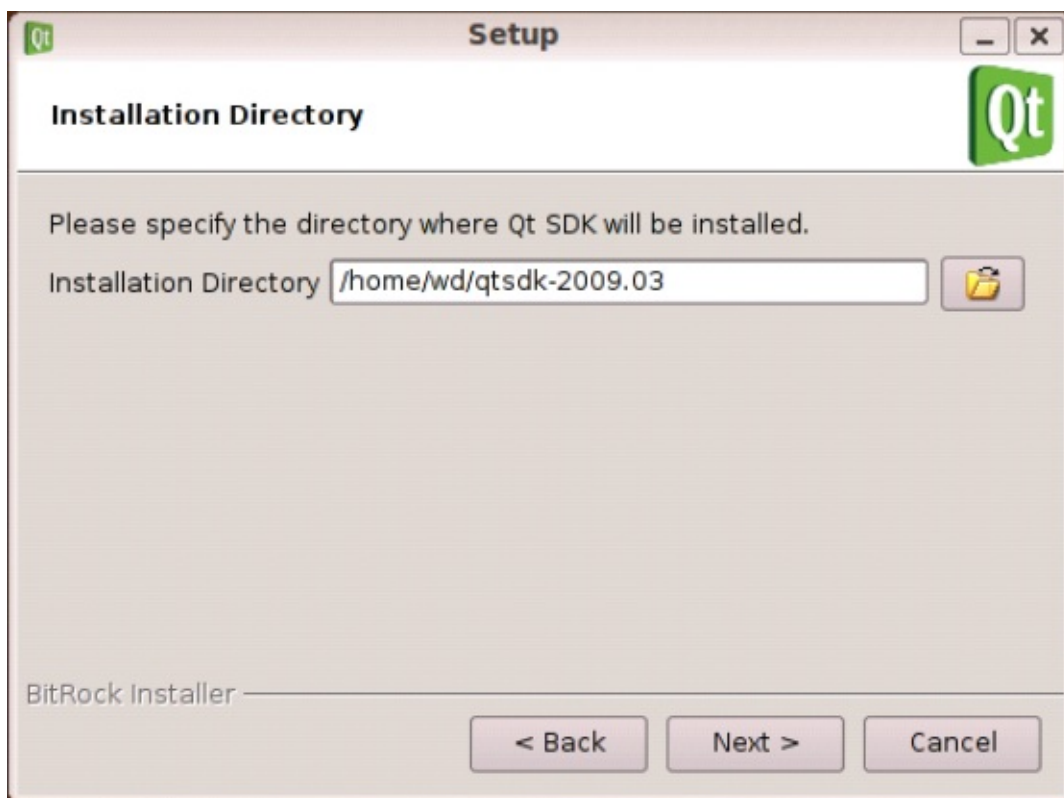 Qt Setup
Installation Directory Qt
Please specify the directory where Qt SDK will be installed.
Installation Directory /home/wd/qtsdk-2009.03
BitRock Installer
< Back Next > Cancel